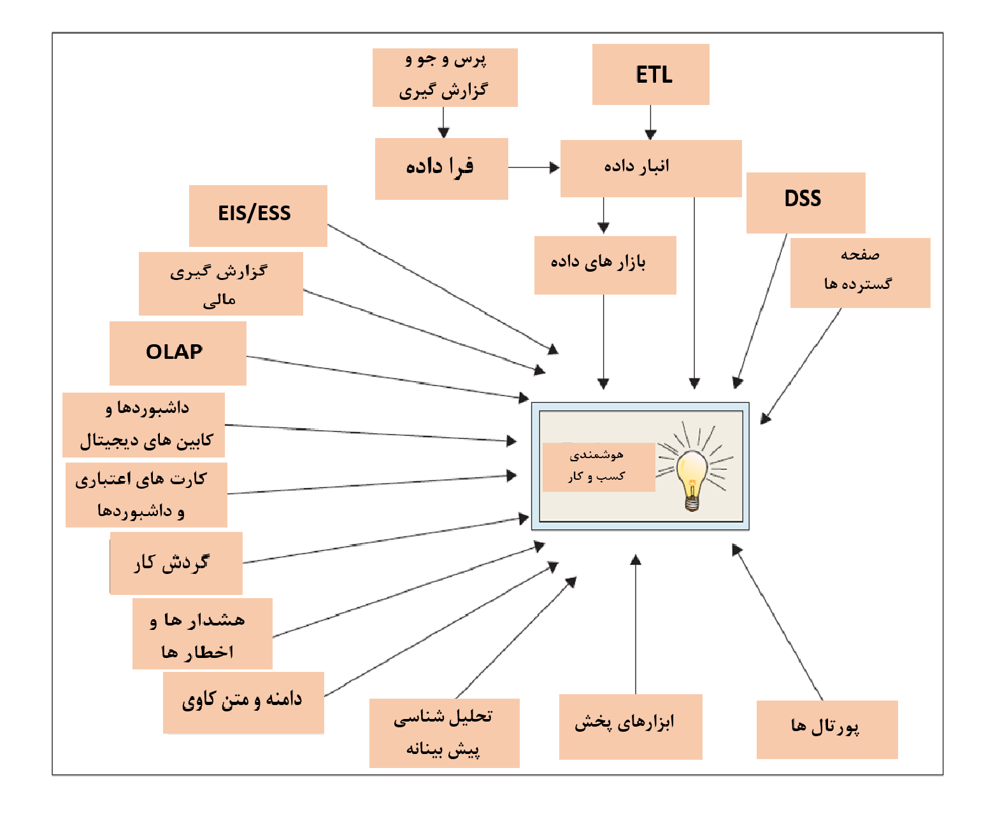 پرس و جو و
گزارش گیری
ETL
فرا داده
انبار داده
DSS
EIS/ESS
بازار های داده
صفحه
گسترده ها
گزارش گیری
مالی
OLAP
داشبوردها و
کابین های دیجیتال
هوشمندی
کسب و کار
کارت های اعتباری
و داشبوردها
گردش کار
هشدار ها و
اخطار ها
دامنه و متن کاوی
تحلیل شناسی
پیش بینانه
ابزارهای پخش
پورتال ها